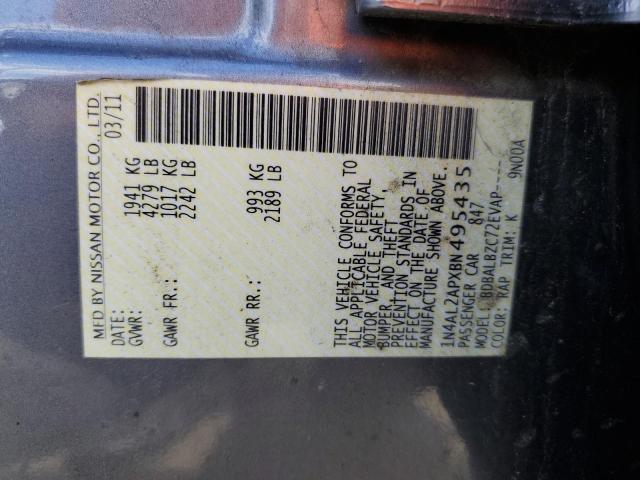 MFD BY NISSAN MOTOR CO., LTD.
DATE: 03/11
GVWR: 1941 KG
4279 LB
GAWR FR.: 1017 KG
2242 LB
GAWR RR.: 993 KG
2189 LB
THIS VEHICLE CONFORMS TO
ALL APPLICABLE FEDERAL
MOTOR VEHICLE SAFETY,
BUMPER, AND THEFT
PREVENTION STANDARDS IN
EFFECT ON THE DATE OF
MANUFACTURE SHOWN ABOVE.
1N4AL2APXBN495435
PASSENGER CAR 847
MODEL: BDBALBZC72EVAP-----
COLOR: RAP TRIM: K 9N00A